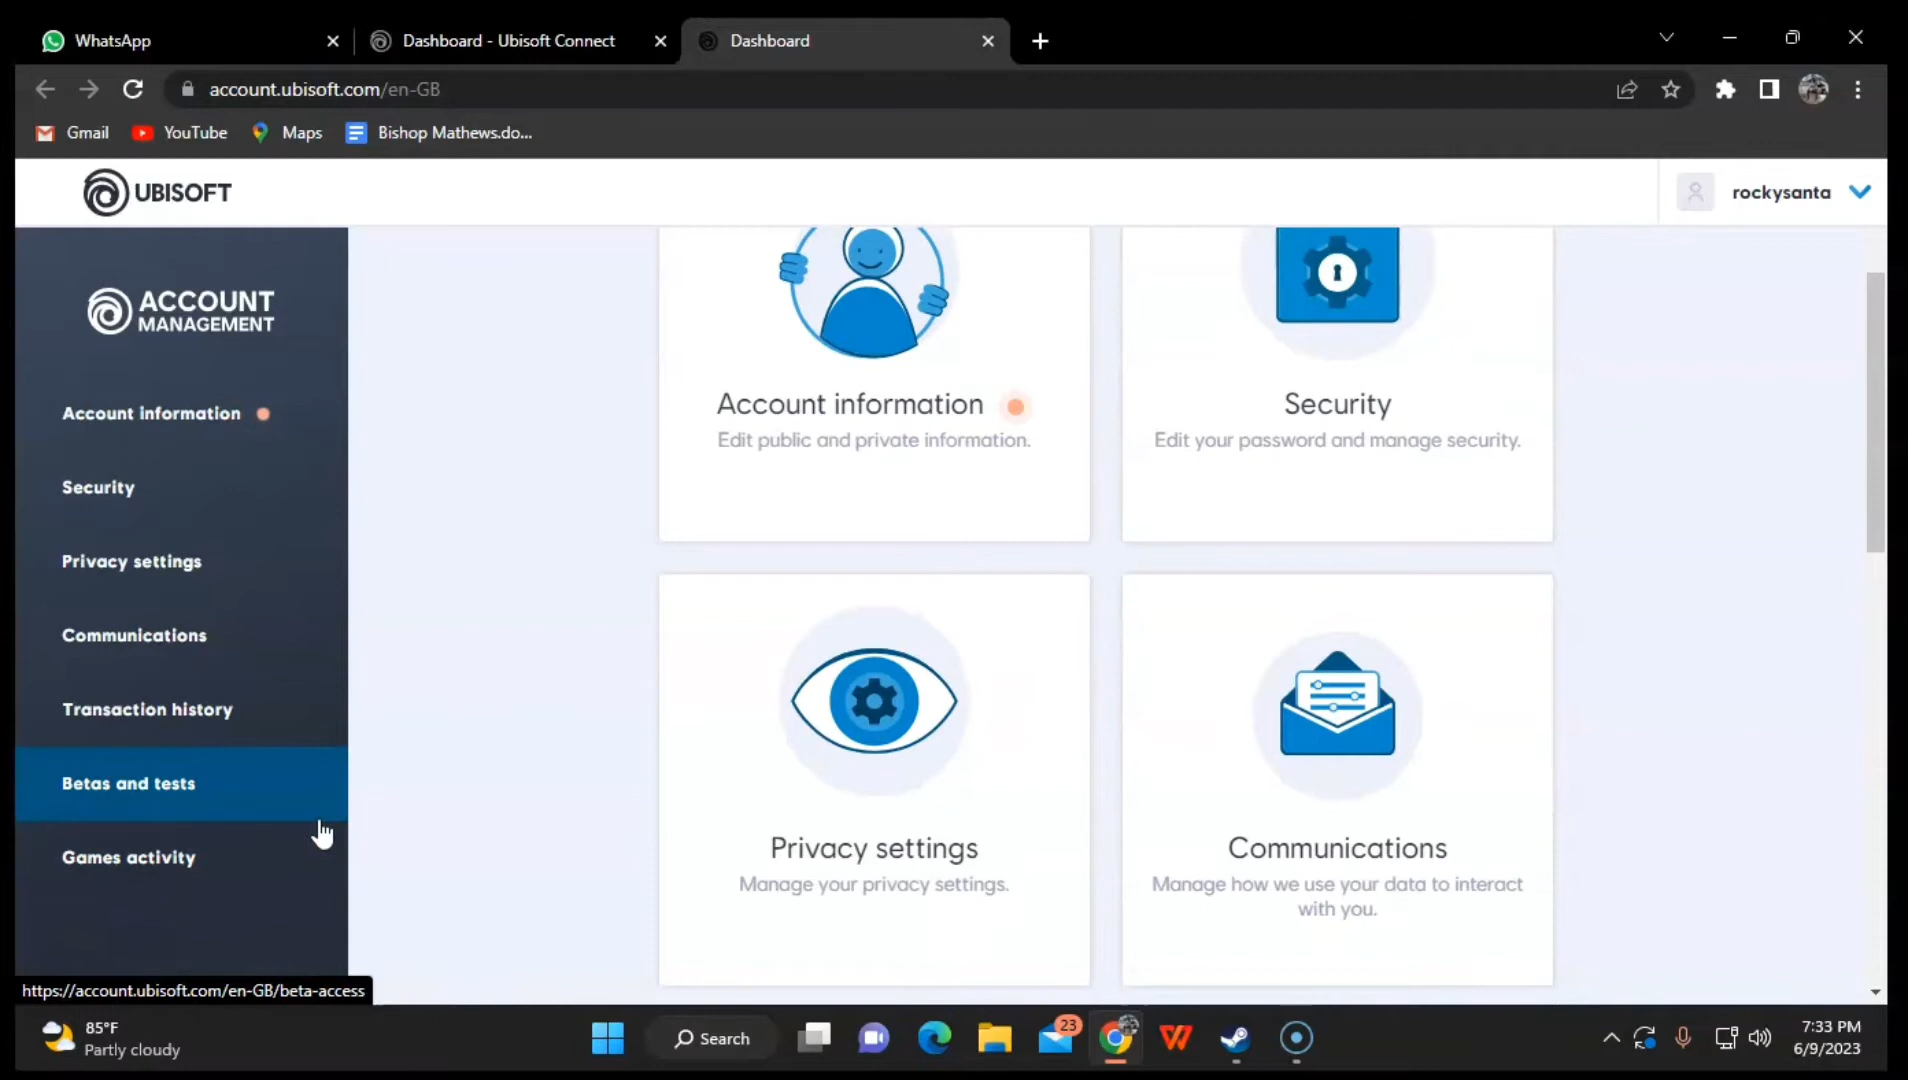 WhatsApp
Dashboard - Ubisoft Connect
Dashboard
account.ubisoft.com/en-GB
Gmail
YouTube
Maps
Bishop Mathews.do...
UBISOFT
rockysanta
ACCOUNT
MANAGEMENT
Account information
Security
Privacy settings
Communications
Transaction history
Betas and tests
Games activity
Account information
Edit public and private information.
Security
Edit your password and manage security.
Privacy settings
Manage your privacy settings.
Communications
Manage how we use your data to interact
with you.
https://account.ubisoft.com/en-GB/beta-access
85°F
Partly cloudy
Search
23
7:33 PM
6/9/2023